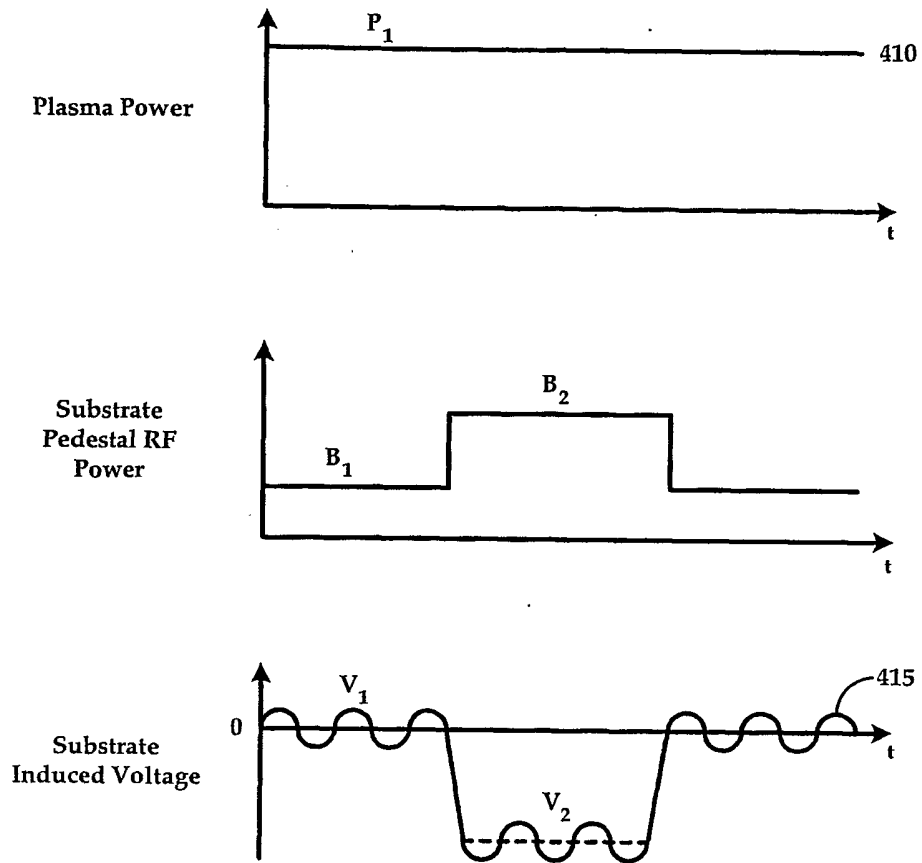 P1
410
Plasma Power
t
Substrate
Pedestal RF
Power
B1
B2
t
415
V1
0
Substrate
Induced Voltage
t
V2